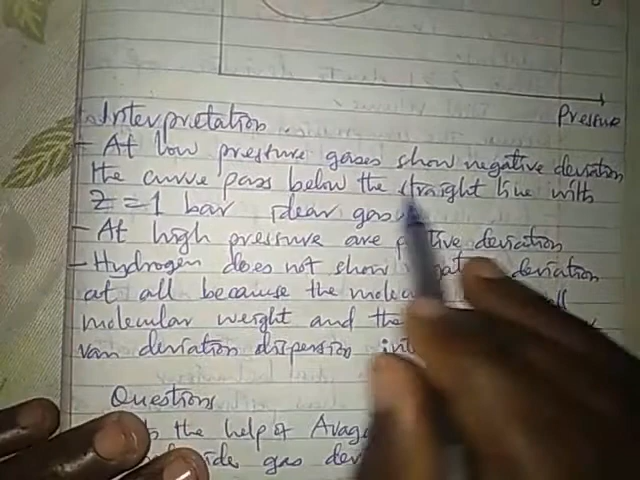 Pressure
Interpretation
- At low pressure gases show negative deviation
the curve pass below the straight line with
Z = 1 bar idear gas
- At high pressure are deviation
- Hydrogen does not show deviation
at all because the
molecular weight and the
van deviation dispersion
Questions
the help of
gas